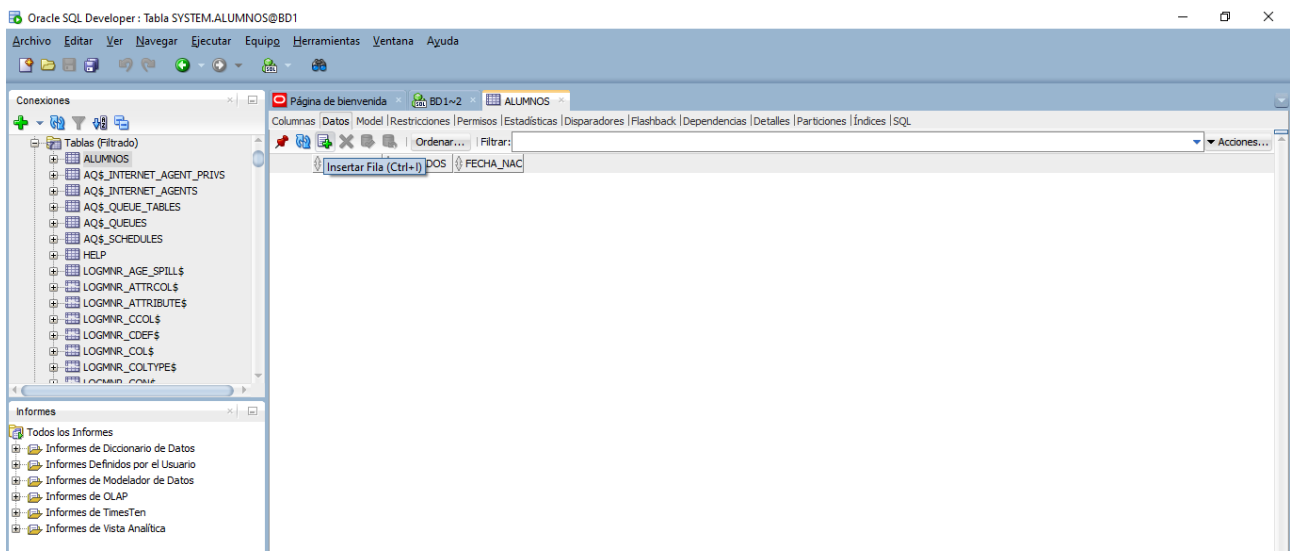 Oracle SQL Developer : Tabla SYSTEM.ALUMNOS@BD1
Archivo Editar Ver Navegar Ejecutar Equipo Herramientas Ventana Ayuda
Conexiones
Tablas (Filtrado)
ALUMNOS
AQ$_INTERNET_AGENT_PRIVS
AQ$_INTERNET_AGENTS
AQ$_QUEUE_TABLES
AQ$_QUEUES
AQ$_SCHEDULES
HELP
LOGMNR_AGE_SPILL$
LOGMNR_ATTRCOL$
LOGMNR_ATTRIBUTE$
LOGMNR_CCOL$
LOGMNR_CDEF$
LOGMNR_COL$
LOGMNR_COLTYPE$
LOGMNR_CON$
Informes
Todos los Informes
Informes de Diccionario de Datos
Informes Definidos por el Usuario
Informes de Modelador de Datos
Informes de OLAP
Informes de TimesTen
Informes de Vista Analítica
Página de bienvenida BD1~2 ALUMNOS
Columnas Datos Model |Restricciones |Permisos |Estadísticas |Disparadores |Flashback |Dependencias |Detalles |Particiones |Índices |SQL
Ordenar... Filtrar: Acciones...
Insertar Fila (Ctrl+I) DOS FECHA_NAC